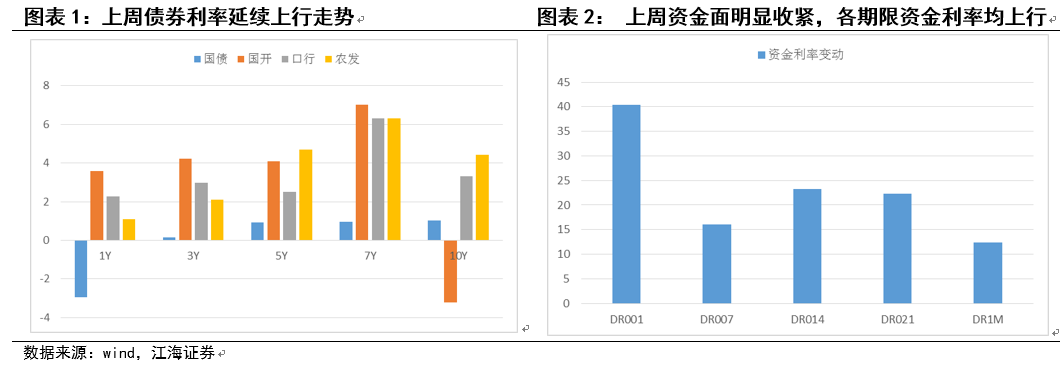 图表 1：上周债券利率延续上行走势
图表 2： 上周资金面明显收紧，各期限资金利率均上行
国债 国开 口行 农发
8
6
4
2
0
-2
-4
1Y 3Y 5Y 7Y 10Y
资金利率变动
45
40
35
30
25
20
15
10
5
0
DR001 DR007 DR014 DR021 DR1M
数据来源：wind，江海证券